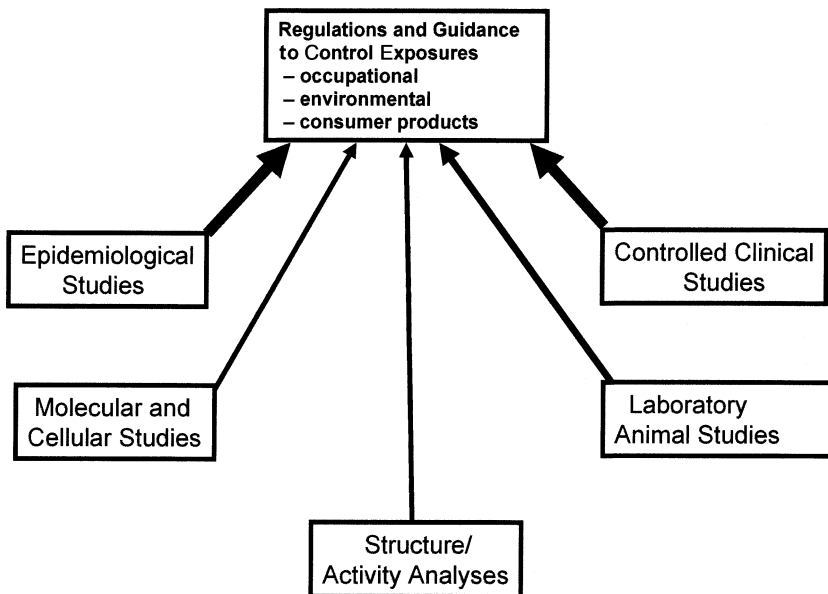 Regulations and Guidance
to Control Exposures
– occupational
– environmental
– consumer products
Epidemiological
Studies
Controlled Clinical
Studies
Molecular and
Cellular Studies
Laboratory
Animal Studies
Structure/
Activity Analyses